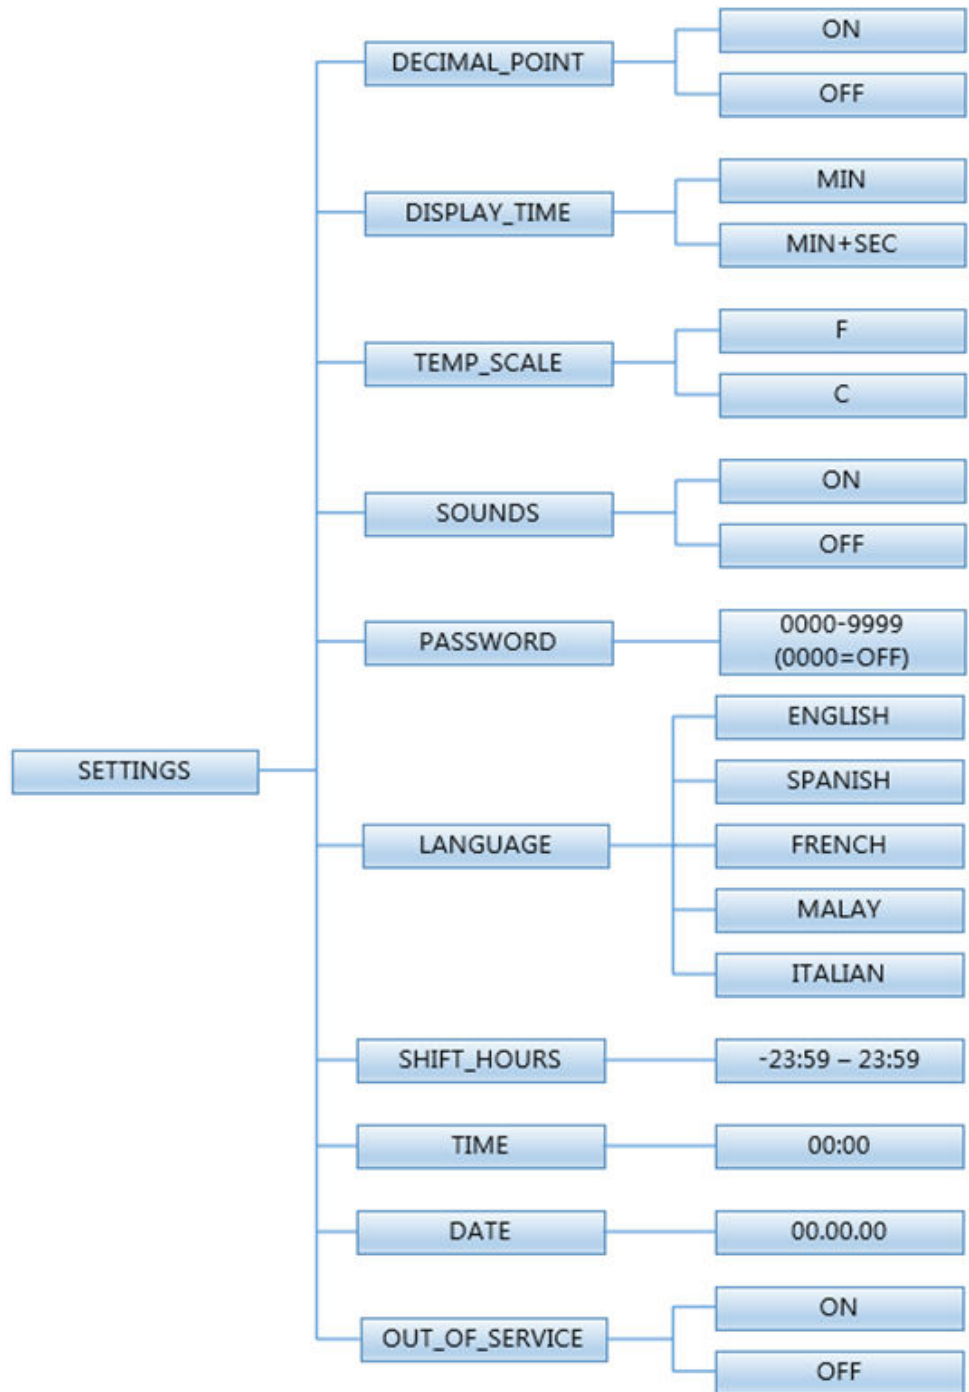 DECIMAL_POINT
ON
OFF
DISPLAY_TIME
MIN
MIN+SEC
TEMP_SCALE
F
C
SOUNDS
ON
OFF
PASSWORD
0000-9999
(0000=OFF)
SETTINGS
LANGUAGE
ENGLISH
SPANISH
FRENCH
MALAY
ITALIAN
SHIFT_HOURS
-23:59 – 23:59
TIME
00:00
DATE
00.00.00
OUT_OF_SERVICE
ON
OFF